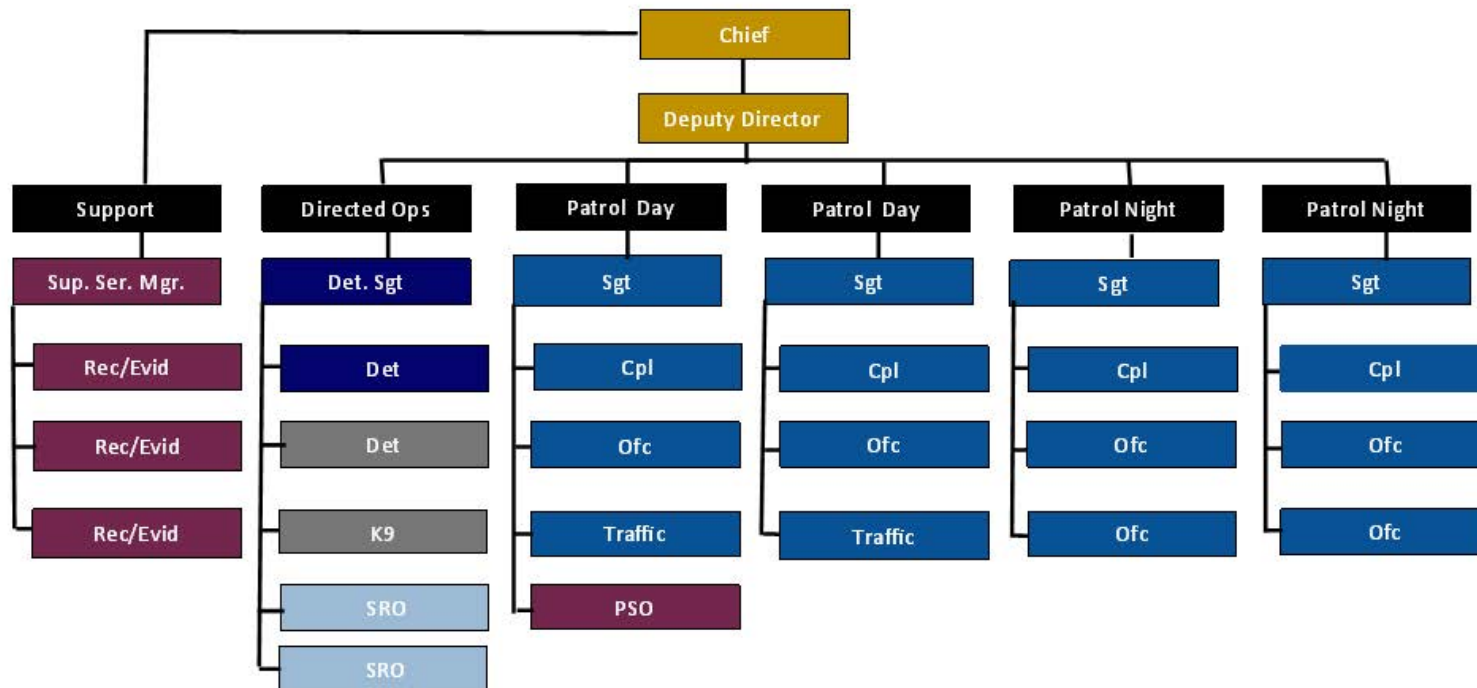 Chief
Deputy Director
Support
Directed Ops
Patrol Day
Patrol Day
Patrol Night
Patrol Night
Sup. Ser. Mgr.
Det. Sgt
Sgt
Sgt
Sgt
Sgt
Rec/Evid
Det
Cpl
Cpl
Cpl
Cpl
Rec/Evid
Det
Ofc
Ofc
Ofc
Ofc
Rec/Evid
K9
Traffic
Traffic
Ofc
Ofc
SRO
PSO
SRO